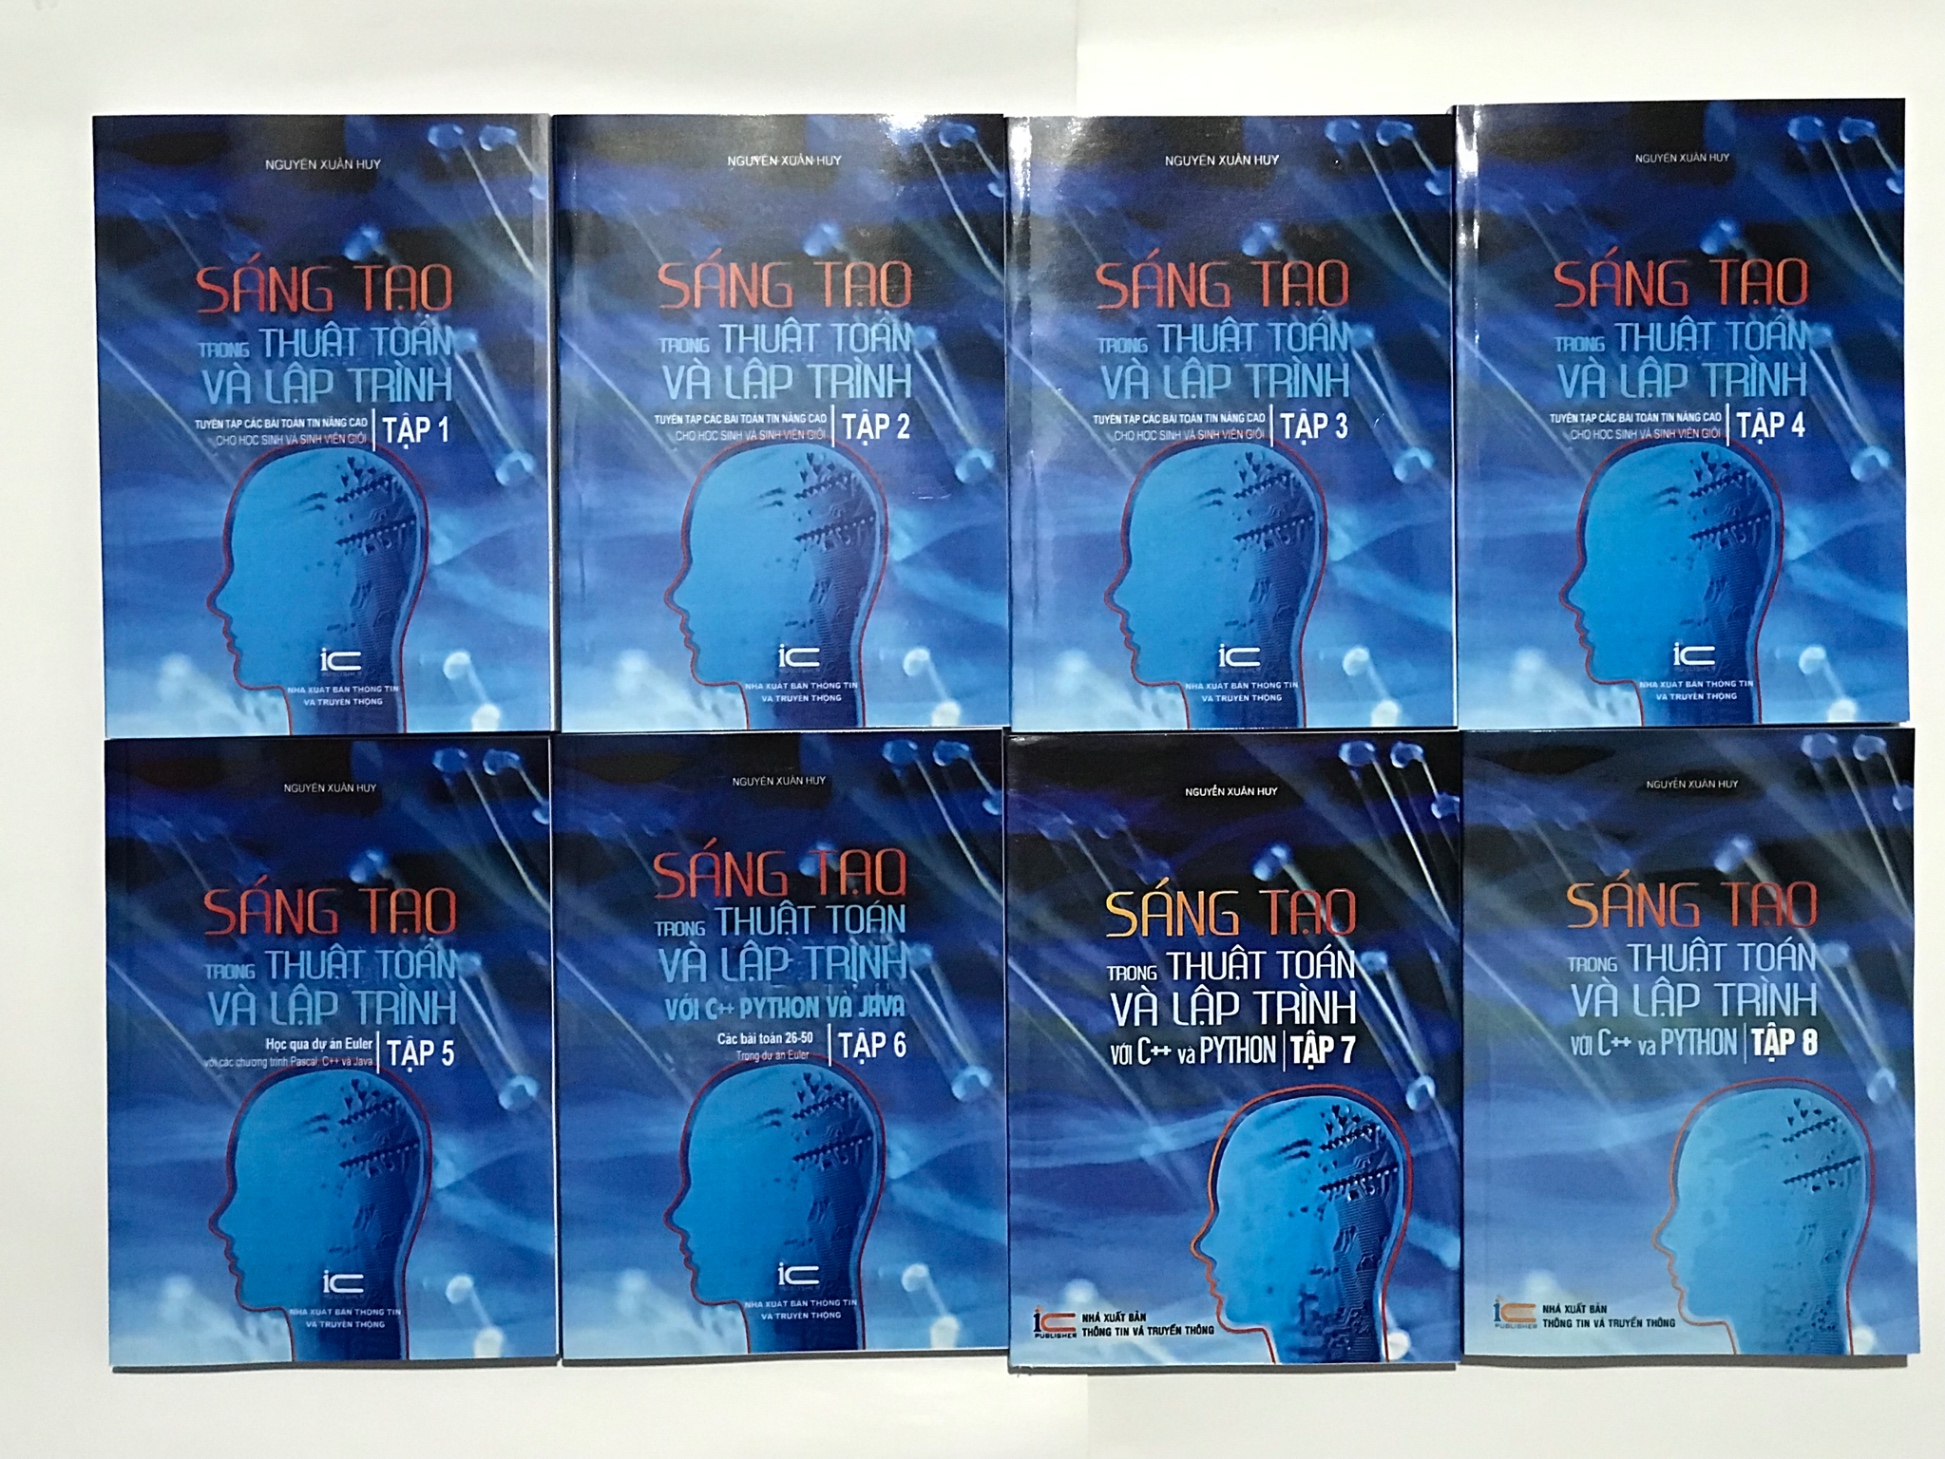 NGUYỄN XUÂN HUY
SÁNG TẠO
TRONG THUẬT TOÁN
VÀ LẬP TRÌNH
TUYỂN TẬP CÁC BÀI TOÁN TIN NÂNG CAO
CHO HỌC SINH VÀ SINH VIÊN GIỎI
TẬP 1
iC
NHÀ XUẤT BẢN THÔNG TIN
VÀ TRUYỀN THÔNG
NGUYỄN XUÂN HUY
SÁNG TẠO
TRONG THUẬT TOÁN
VÀ LẬP TRÌNH
TUYỂN TẬP CÁC BÀI TOÁN TIN NÂNG CAO
CHO HỌC SINH VÀ SINH VIÊN GIỎI
TẬP 2
iC
NHÀ XUẤT BẢN THÔNG TIN
VÀ TRUYỀN THÔNG
NGUYỄN XUÂN HUY
SÁNG TẠO
TRONG THUẬT TOÁN
VÀ LẬP TRÌNH
TUYỂN TẬP CÁC BÀI TOÁN TIN NÂNG CAO
CHO HỌC SINH VÀ SINH VIÊN GIỎI
TẬP 3
iC
NHÀ XUẤT BẢN THÔNG TIN
VÀ TRUYỀN THÔNG
NGUYỄN XUÂN HUY
SÁNG TẠO
TRONG THUẬT TOÁN
VÀ LẬP TRÌNH
TUYỂN TẬP CÁC BÀI TOÁN TIN NÂNG CAO
CHO HỌC SINH VÀ SINH VIÊN GIỎI
TẬP 4
iC
NHÀ XUẤT BẢN THÔNG TIN
VÀ TRUYỀN THÔNG
NGUYỄN XUÂN HUY
SÁNG TẠO
TRONG THUẬT TOÁN
VÀ LẬP TRÌNH
Học qua dự án Euler
với các chương trình Pascal, C++ và Java
TẬP 5
iC
NHÀ XUẤT BẢN THÔNG TIN
VÀ TRUYỀN THÔNG
NGUYỄN XUÂN HUY
SÁNG TẠO
TRONG THUẬT TOÁN
VÀ LẬP TRÌNH
VỚI C++ PYTHON VÀ JAVA
Các bài toán 26-50
Trong dự án Euler
TẬP 6
iC
NHÀ XUẤT BẢN THÔNG TIN
VÀ TRUYỀN THÔNG
NGUYỄN XUÂN HUY
SÁNG TẠO
TRONG THUẬT TOÁN
VÀ LẬP TRÌNH
VỚI C++ và PYTHON TẬP 7
iC PUBLISHER
NHÀ XUẤT BẢN
THÔNG TIN VÀ TRUYỀN THÔNG
NGUYỄN XUÂN HUY
SÁNG TẠO
TRONG THUẬT TOÁN
VÀ LẬP TRÌNH
VỚI C++ và PYTHON TẬP 8
iC PUBLISHER
NHÀ XUẤT BẢN
THÔNG TIN VÀ TRUYỀN THÔNG